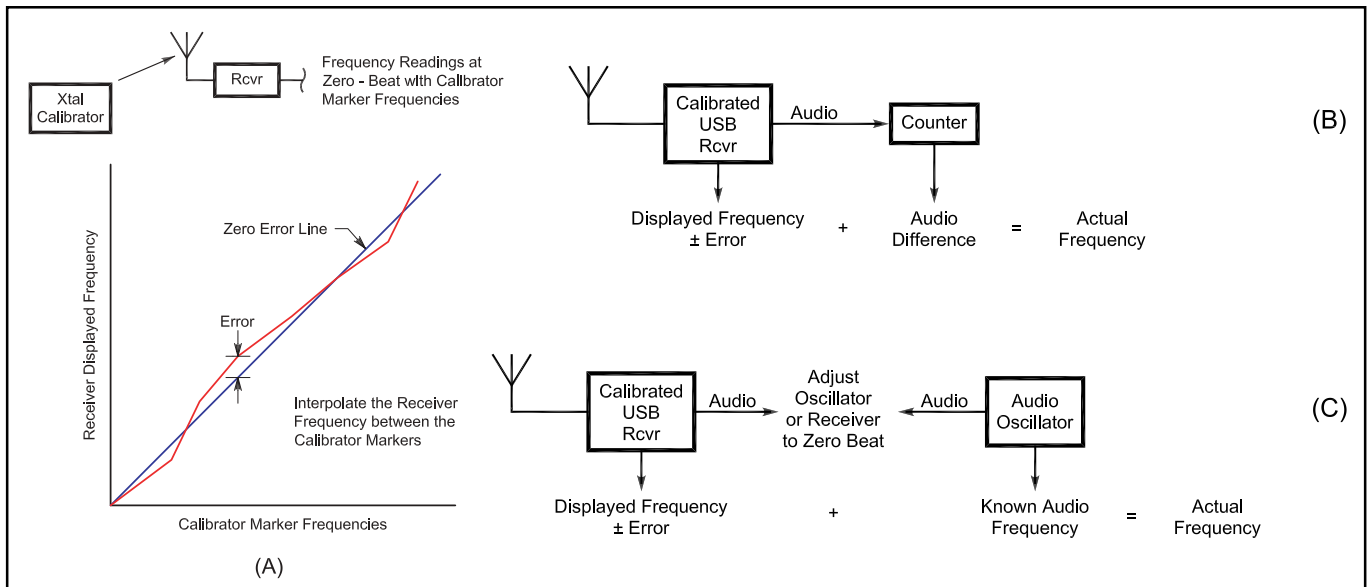 Xtal
Calibrator
Rcvr
Frequency Readings at
Zero - Beat with Calibrator
Marker Frequencies
Receiver Displayed Frequency
Zero Error Line
Error
Interpolate the Receiver
Frequency between the
Calibrator Markers
Calibrator Marker Frequencies
(A)
Calibrated
USB
Rcvr
Audio
Counter
(B)
Displayed Frequency
± Error
+
Audio
Difference
=
Actual
Frequency
Calibrated
USB
Rcvr
Audio
Adjust
Oscillator
or Receiver
to Zero Beat
Audio
Audio
Oscillator
(C)
Displayed Frequency
± Error
+
Known Audio
Frequency
=
Actual
Frequency